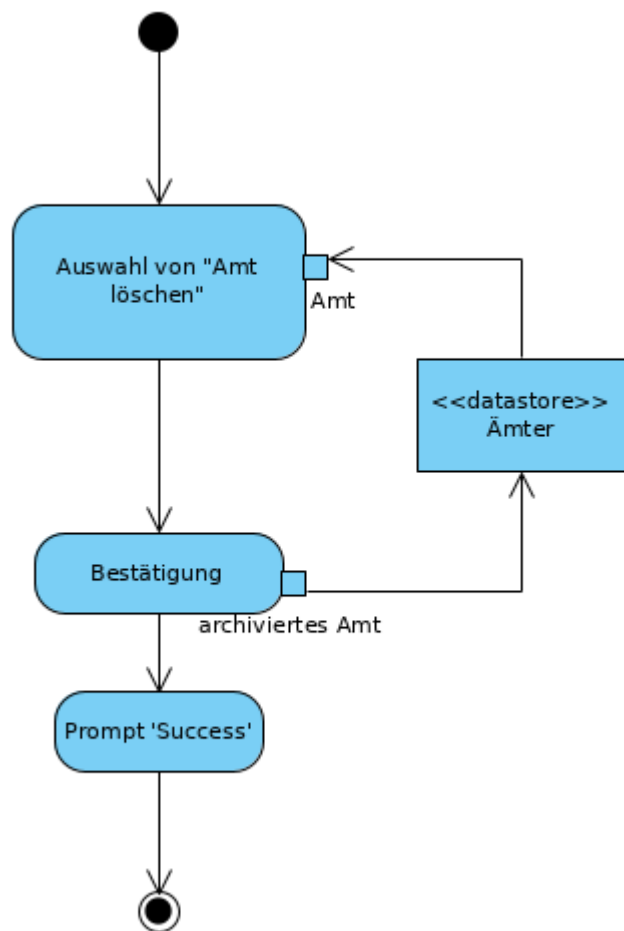 Auswahl von "Amt
löschen"
Amt
<<datastore>>
Ämter
Bestätigung
archiviertes Amt
Prompt 'Success'